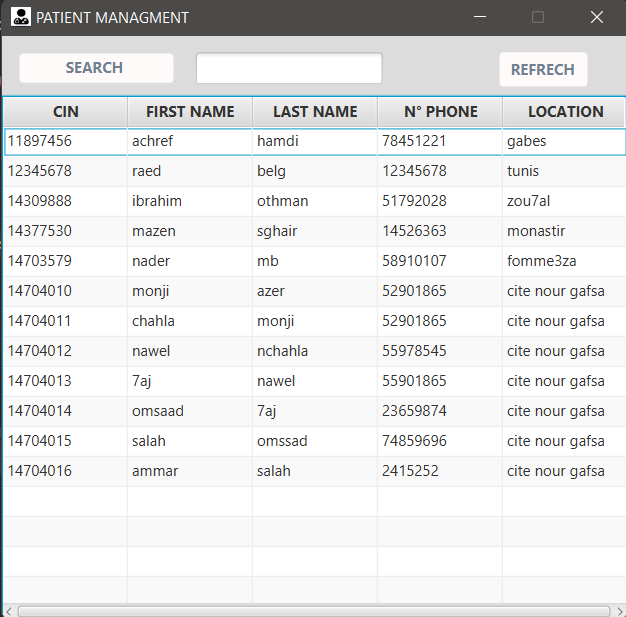 PATIENT MANAGMENT
SEARCH REFRECH
CIN FIRST NAME LAST NAME N° PHONE LOCATION
11897456 achref hamdi 78451221 gabes
12345678 raed belg 12345678 tunis
14309888 ibrahim othman 51792028 zou7al
14377530 mazen sghair 14526363 monastir
14703579 nader mb 58910107 fomme3za
14704010 monji azer 52901865 cite nour gafsa
14704011 chahla monji 52901865 cite nour gafsa
14704012 nawel nchahla 55978545 cite nour gafsa
14704013 7aj nawel 55901865 cite nour gafsa
14704014 omsaad 7aj 23659874 cite nour gafsa
14704015 salah omssad 74859696 cite nour gafsa
14704016 ammar salah 2415252 cite nour gafsa